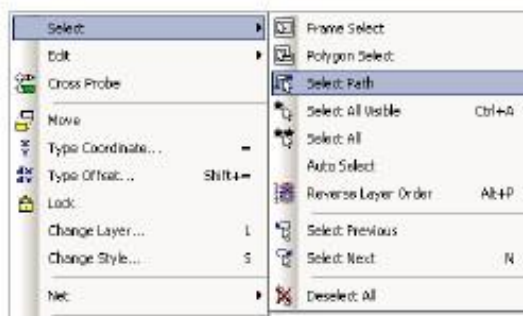 Select
Edit
Cross Probe
Move
Type Coordinate... =
Type Offset... Shift+=
Lock
Change Layer... L
Change Style... S
Net
Frame Select
Polygon Select
Select Path
Select All Visible Ctrl+A
Select All
Auto Select
Reverse Layer Order Alt+P
Select Previous
Select Next N
Deselect All